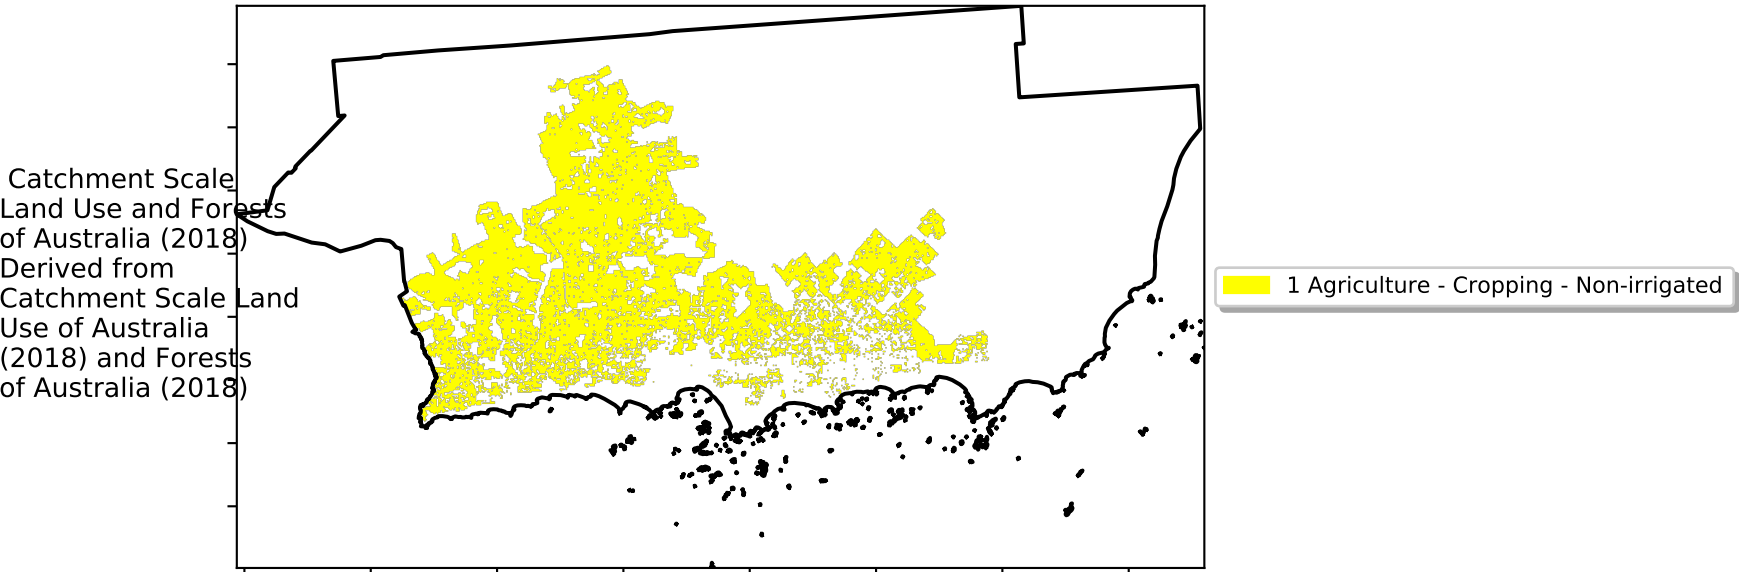 Catchment Scale
Land Use and Forests
of Australia (2018)
Derived from
Catchment Scale Land
Use of Australia
(2018) and Forests
of Australia (2018)
1 Agriculture - Cropping - Non-irrigated